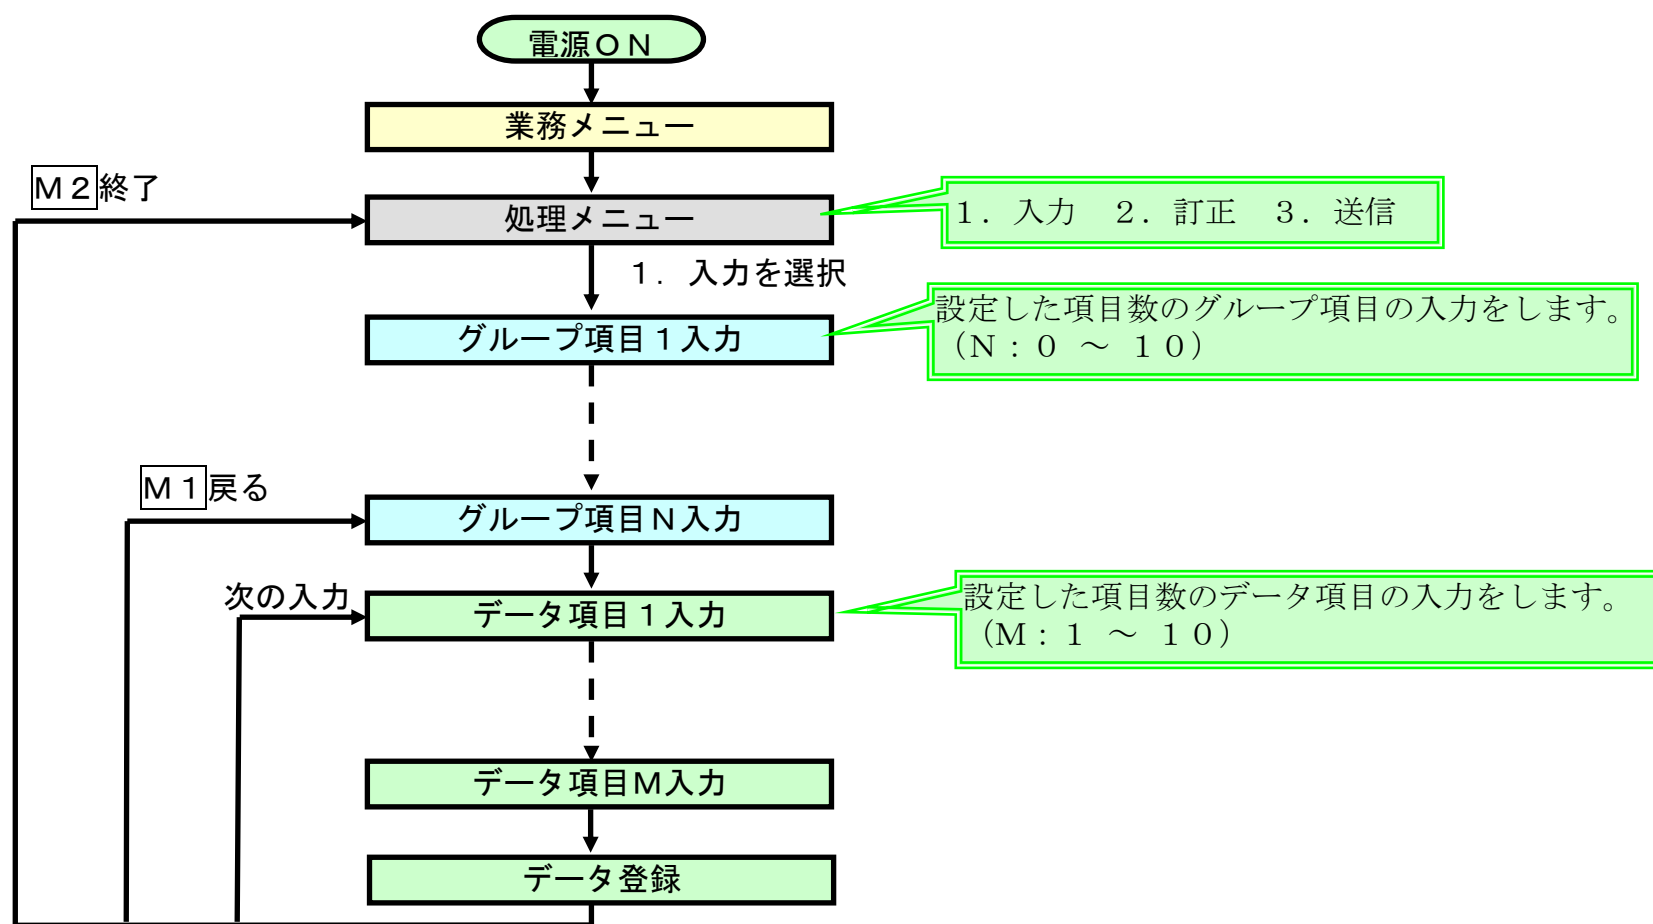 電源ＯＮ
業務メニュー
Ｍ２終了
処理メニュー
１．入力　２．訂正　３．送信
１．入力を選択
設定した項目数のグループ項目の入力をします。
（Ｎ：０ ～ １０）
グループ項目１入力
Ｍ１戻る
グループ項目Ｎ入力
次の入力
データ項目１入力
設定した項目数のデータ項目の入力をします。
（Ｍ：１ ～ １０）
データ項目Ｍ入力
データ登録